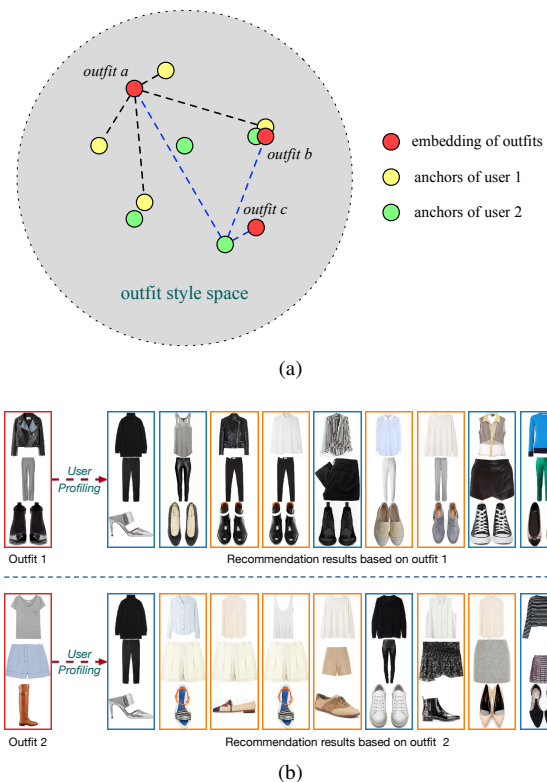 outfit a
outfit b
outfit c
outfit style space
embedding of outfits
anchors of user 1
anchors of user 2
(a)
User
Profiling
Outfit 1
Recommendation results based on outfit 1
User
Profiling
Outfit 2
Recommendation results based on outfit 2
(b)